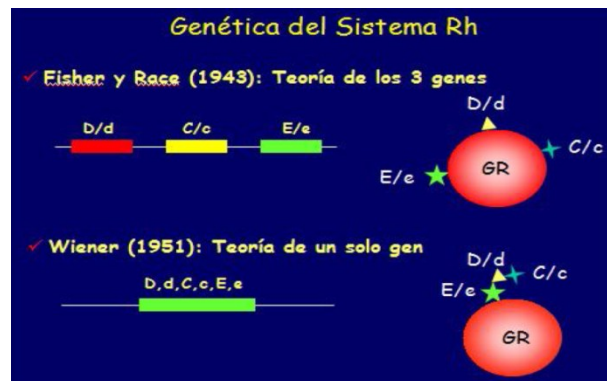 Genética del Sistema Rh
✓ Fisher y Race (1943): Teoría de los 3 genes
D/d C/c E/e
D/d
C/c
E/e
GR
✓ Wiener (1951): Teoría de un solo gen
D,d,C,c,E,e
D/d
C/c
E/e
GR